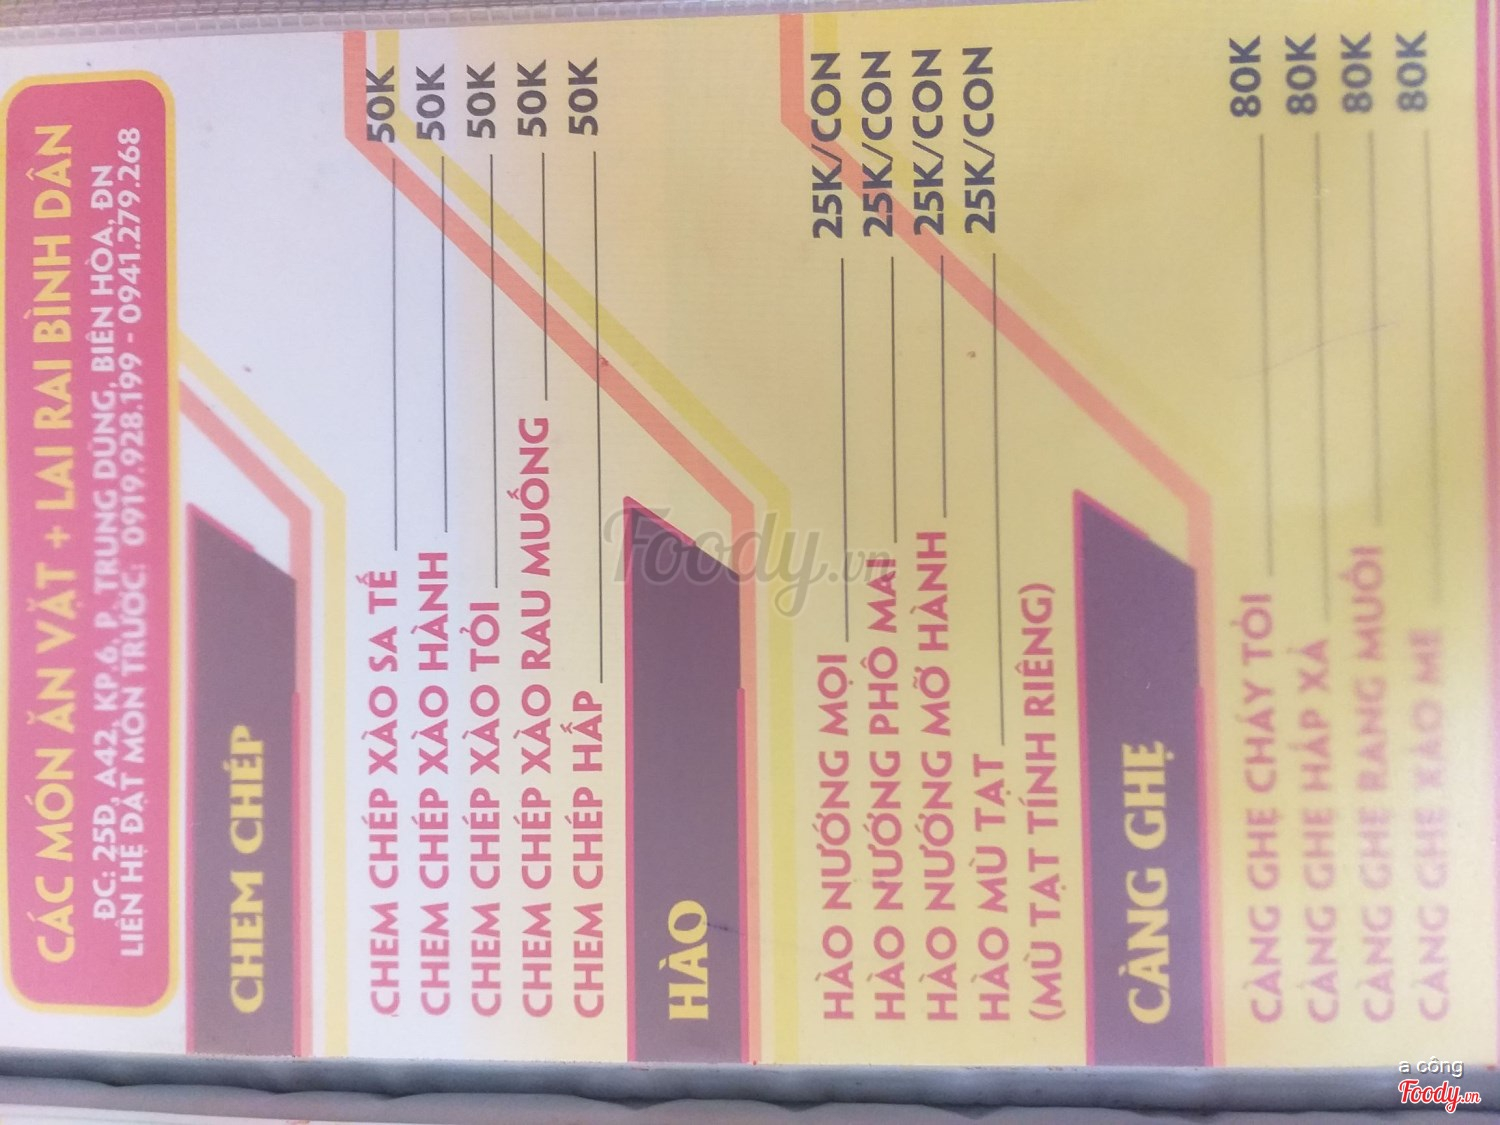 CÁC MÓN ĂN VẶT + LAI RAI BÌNH DÂN
ĐC: 25Đ, A42, KP.6, P. TRUNG DŨNG, BIÊN HÒA, ĐN
LIÊN HỆ ĐẶT MÓN TRƯỚC: 0919.928.199 - 0941.279.268
CHEM CHÉP
CHEM CHÉP XÀO SA TẾ 50K
CHEM CHÉP XÀO HÀNH 50K
CHEM CHÉP XÀO TỎI 50K
CHEM CHÉP XÀO RAU MUỐNG 50K
CHEM CHÉP HẤP 50K
HÀO
HÀO NƯỚNG MỌI 25K/CON
HÀO NƯỚNG PHÔ MAI 25K/CON
HÀO NƯỚNG MỠ HÀNH 25K/CON
HÀO MÙ TẠT 25K/CON
(MÙ TẠT TÍNH RIÊNG)
CÀNG GHẸ
CÀNG GHẸ CHÁY TỎI 80K
CÀNG GHẸ HẤP XẢ 80K
CÀNG GHẸ RANG MUỐI 80K
CÀNG GHẸ XÀO ME 80K
Foody.vn
a công
Foody.vn